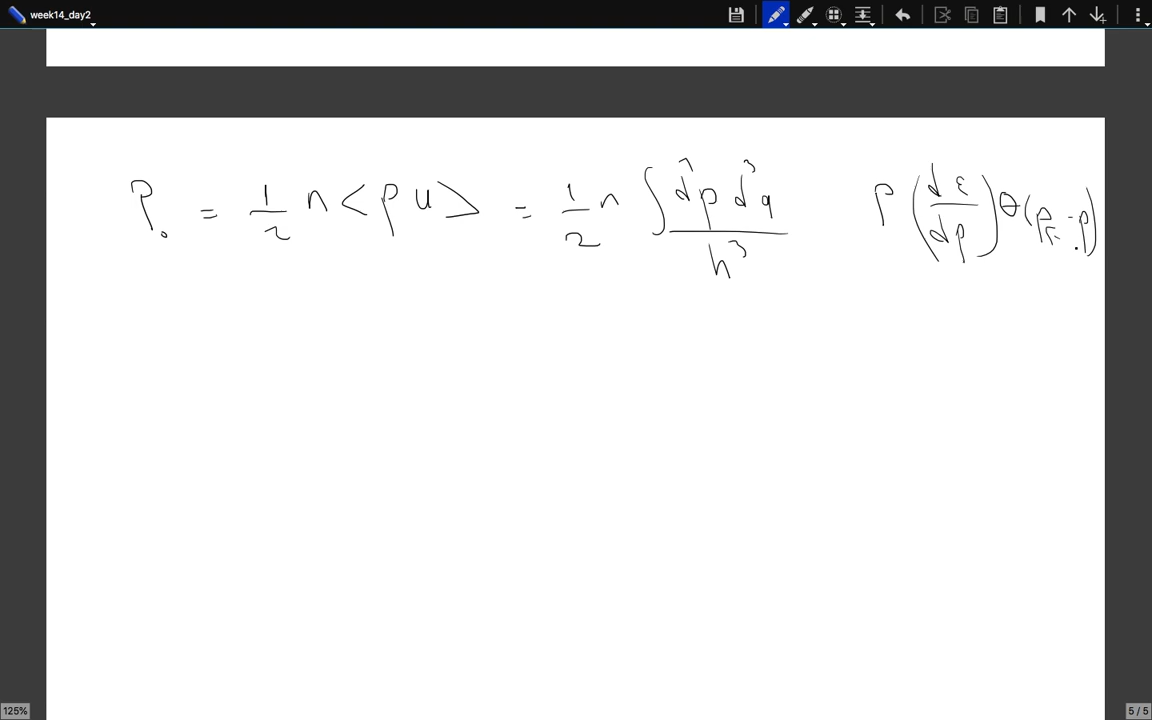 week14_day2
P₀ = 1/2 n <p u> = 1/2 n ∫ d³p d³q / h³ p (dε/dp) θ(p_F - p)
125%
5 / 5